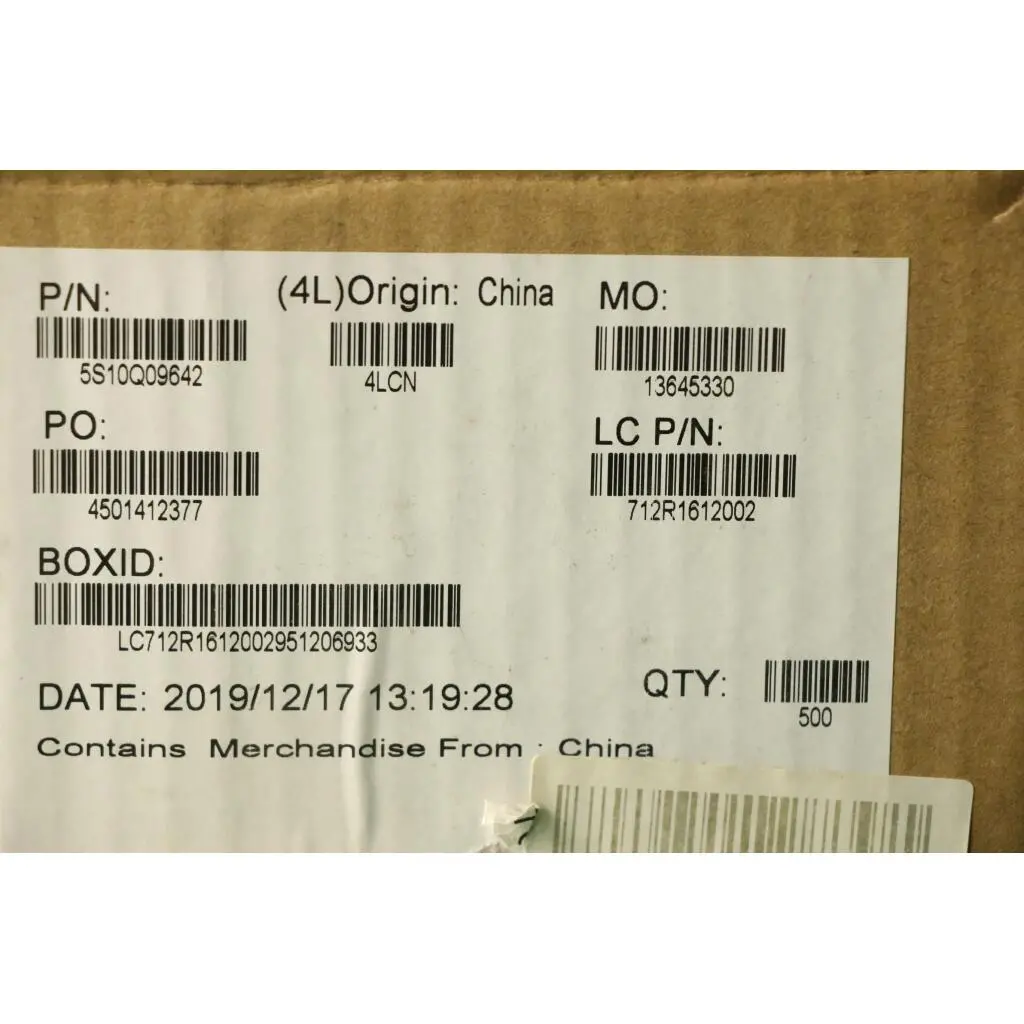 P/N: (4L)Origin: China MO:
5S10Q09642 4LCN 13645330
PO: LC P/N:
4501412377 712R1612002
BOXID:
LC712R1612002951206933
DATE: 2019/12/17 13:19:28 QTY:
500
Contains Merchandise From : China